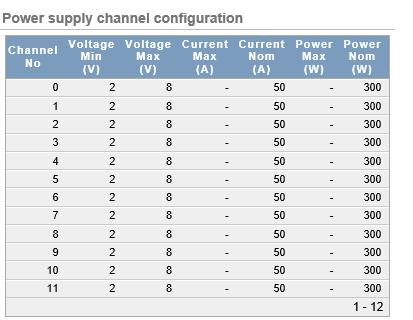 Power supply channel configuration
Channel No Voltage Min (V) Voltage Max (V) Current Max (A) Current Nom (A) Power Max (W) Power Nom (W)
0 2 8 - 50 - 300
1 2 8 - 50 - 300
2 2 8 - 50 - 300
3 2 8 - 50 - 300
4 2 8 - 50 - 300
5 2 8 - 50 - 300
6 2 8 - 50 - 300
7 2 8 - 50 - 300
8 2 8 - 50 - 300
9 2 8 - 50 - 300
10 2 8 - 50 - 300
11 2 8 - 50 - 300
1 - 12